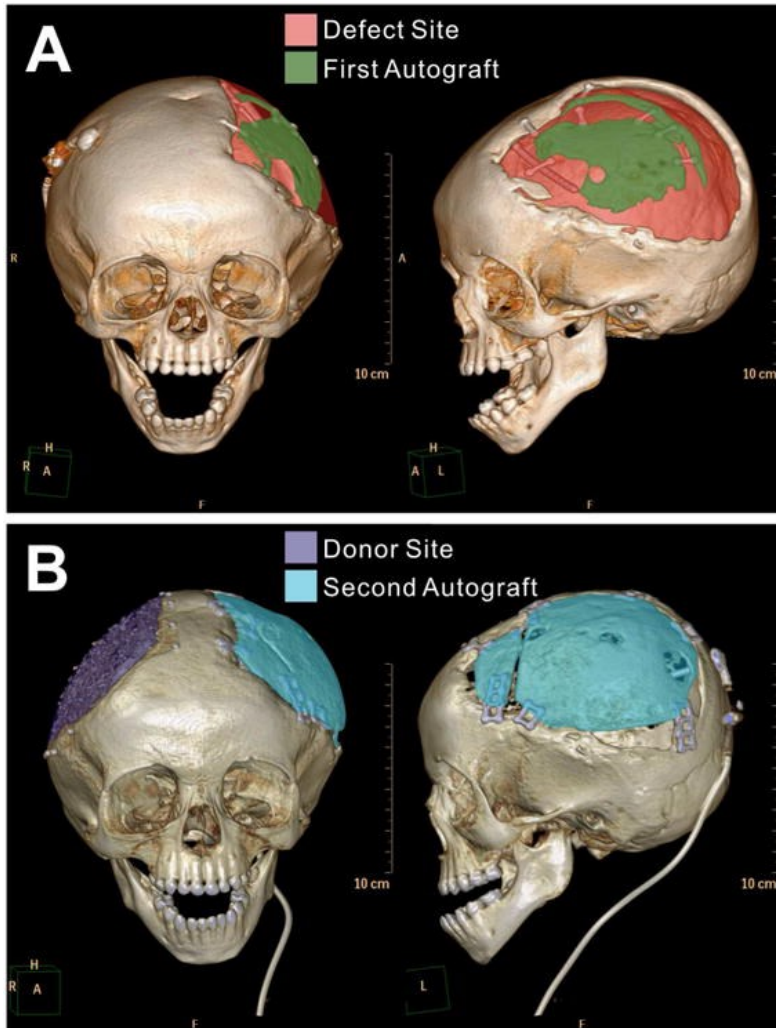 A
Defect Site
First Autograft
R
A
10 cm
10 cm
H
R A
H
A L
F
F
B
Donor Site
Second Autograft
10 cm
10 cm
H
R A
L
F
F